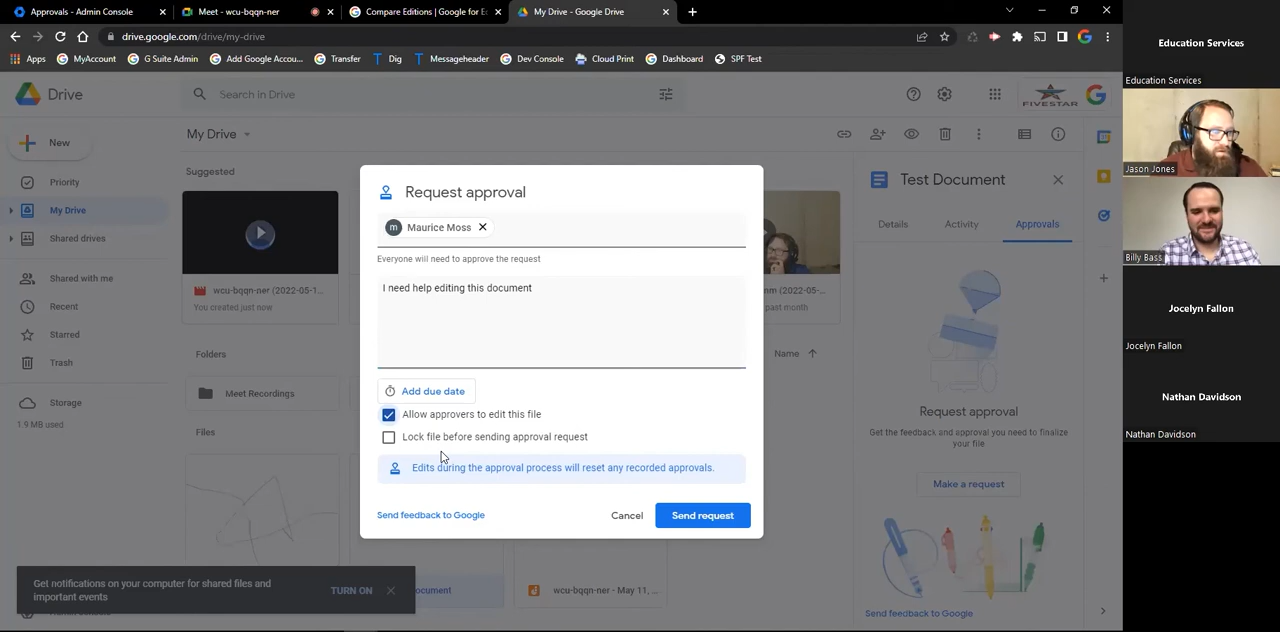 Approvals - Admin Console
Meet - wcu-bqqn-ner
Compare Editions | Google for Ec
My Drive - Google Drive
drive.google.com/drive/my-drive
Apps
MyAccount
G Suite Admin
Add Google Accou...
Transfer
Dig
Messageheader
Dev Console
Cloud Print
Dashboard
SPF Test
Drive
Search in Drive
FIVESTAR
New
My Drive
Suggested
Priority
My Drive
Shared drives
Shared with me
Recent
Starred
Trash
Storage
1.9 MB used
wcu-bqqn-ner (2022-05-1...
You created just now
Folders
Meet Recordings
Files
Name
past month
wcu-bqqn-ner - May 11, ...
Request approval
Maurice Moss
Everyone will need to approve the request
I need help editing this document
Add due date
Allow approvers to edit this file
Lock file before sending approval request
Edits during the approval process will reset any recorded approvals.
Send feedback to Google
Cancel
Send request
Get notifications on your computer for shared files and
important events
TURN ON
Test Document
Details
Activity
Approvals
Request approval
Get the feedback and approval you need to finalize
your file
Make a request
Send feedback to Google
Education Services
Education Services
Jason Jones
Billy Bass
Jocelyn Fallon
Jocelyn Fallon
Nathan Davidson
Nathan Davidson